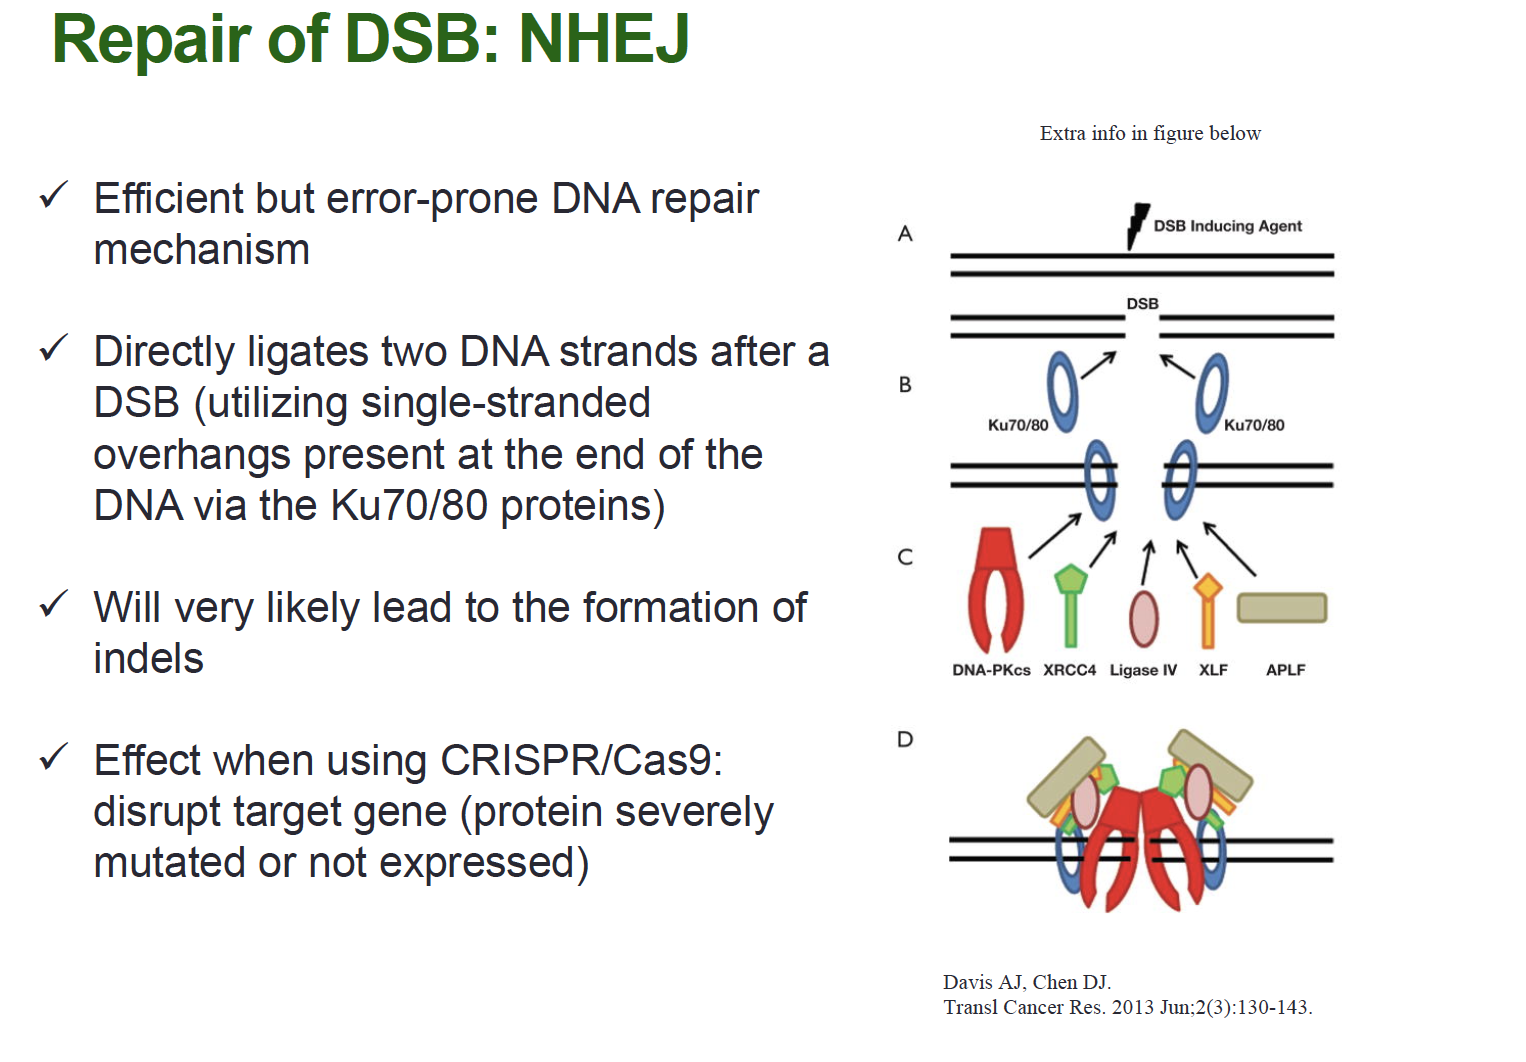 Repair of DSB: NHEJ
✓ Efficient but error-prone DNA repair
mechanism
✓ Directly ligates two DNA strands after a
DSB (utilizing single-stranded
overhangs present at the end of the
DNA via the Ku70/80 proteins)
✓ Will very likely lead to the formation of
indels
✓ Effect when using CRISPR/Cas9:
disrupt target gene (protein severely
mutated or not expressed)
Extra info in figure below
A
DSB Inducing Agent
DSB
B
Ku70/80
Ku70/80
C
DNA-PKcs XRCC4 Ligase IV XLF APLF
D
Davis AJ, Chen DJ.
Transl Cancer Res. 2013 Jun;2(3):130-143.